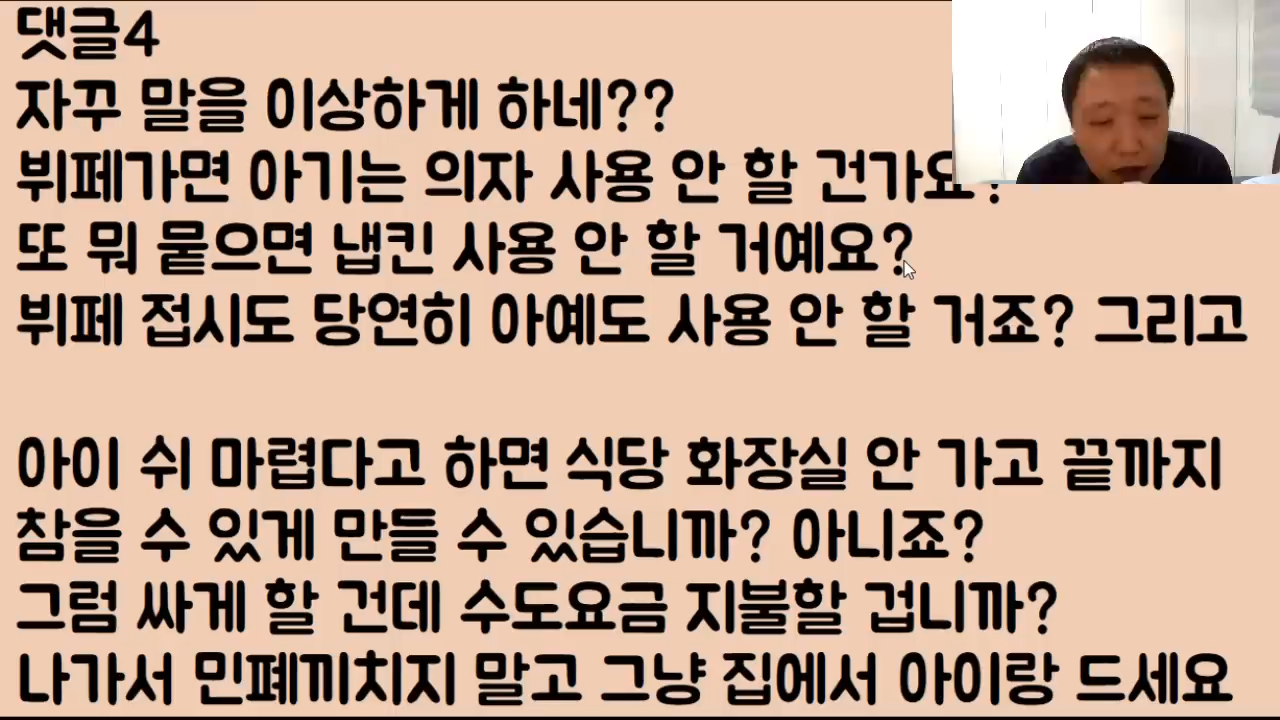 댓글4
자꾸 말을 이상하게 하네??
뷔페가면 아기는 의자 사용 안 할 건가요?
또 뭐 뭍으면 냅킨 사용 안 할 거예요?
뷔페 접시도 당연히 아예도 사용 안 할 거죠? 그리고
아이 쉬 마렵다고 하면 식당 화장실 안 가고 끝까지
참을 수 있게 만들 수 있습니까? 아니죠?
그럼 싸게 할 건데 수도요금 지불할 겁니까?
나가서 민폐끼치지 말고 그냥 집에서 아이랑 드세요